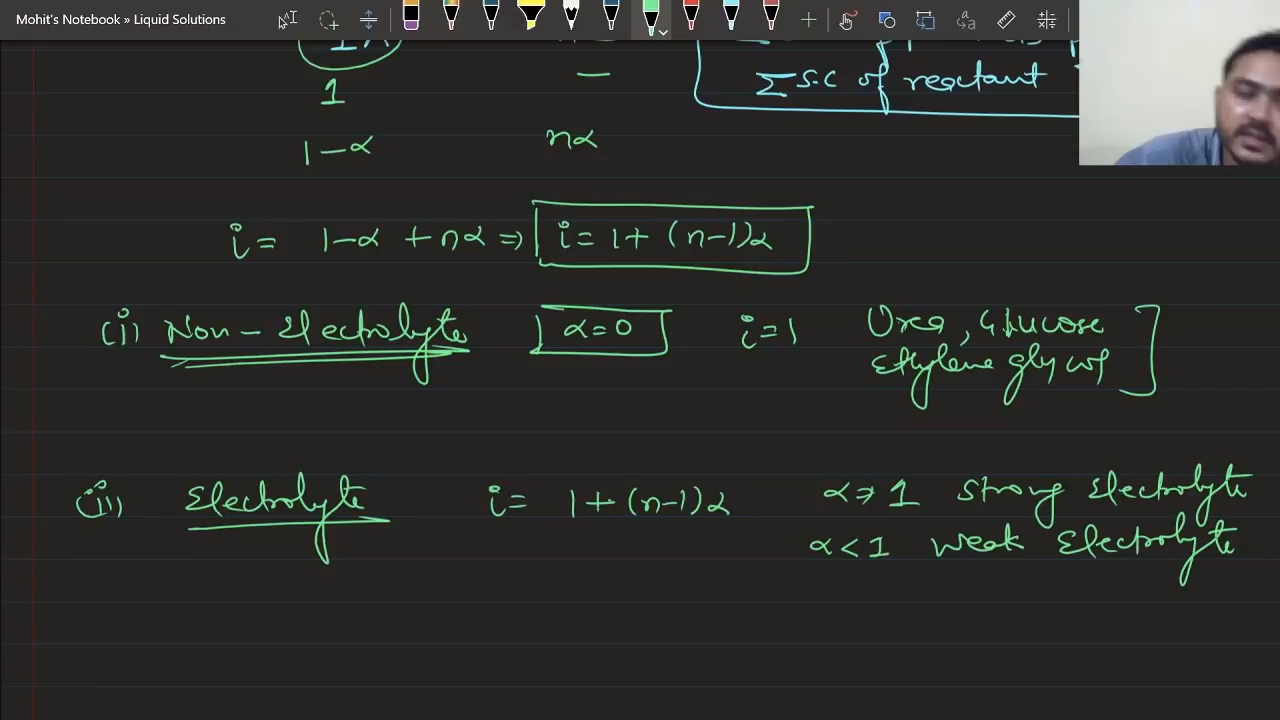 Mohit's Notebook » Liquid Solutions
Σ S.C of reactant
1
—
1-α nα
i = 1-α + nα ⇒ i = 1 + (n-1)α
(i) Non-Electrolyte α=0 i=1 Urea, Glucose
Ethylene glycol
(ii) Electrolyte i = 1+(n-1)α α⇒1 Strong Electrolyte
α<1 Weak Electrolyte